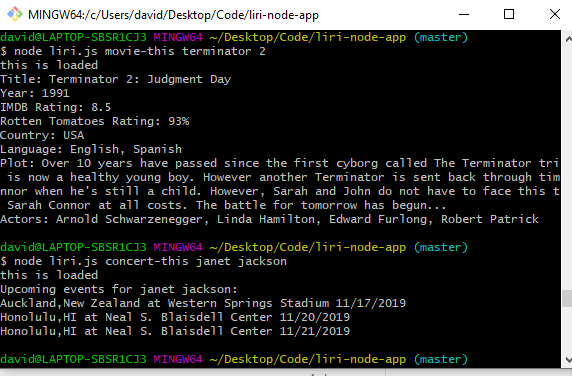 MINGW64:/c/Users/david/Desktop/Code/liri-node-app
david@LAPTOP-SBSR1CJ3 MINGW64 ~/Desktop/Code/liri-node-app (master)
$ node liri.js movie-this terminator 2
this is loaded
Title: Terminator 2: Judgment Day
Year: 1991
IMDB Rating: 8.5
Rotten Tomatoes Rating: 93%
Country: USA
Language: English, Spanish
Plot: Over 10 years have passed since the first cyborg called The Terminator tri
is now a healthy young boy. However another Terminator is sent back through tim
nnor when he's still a child. However, Sarah and John do not have to face this t
Sarah Connor at all costs. The battle for tomorrow has begun...
Actors: Arnold Schwarzenegger, Linda Hamilton, Edward Furlong, Robert Patrick
david@LAPTOP-SBSR1CJ3 MINGW64 ~/Desktop/Code/liri-node-app (master)
$ node liri.js concert-this janet jackson
this is loaded
Upcoming events for janet jackson:
Auckland,New Zealand at Western Springs Stadium 11/17/2019
Honolulu,HI at Neal S. Blaisdell Center 11/20/2019
Honolulu,HI at Neal S. Blaisdell Center 11/21/2019
david@LAPTOP-SBSR1CJ3 MINGW64 ~/Desktop/Code/liri-node-app (master)